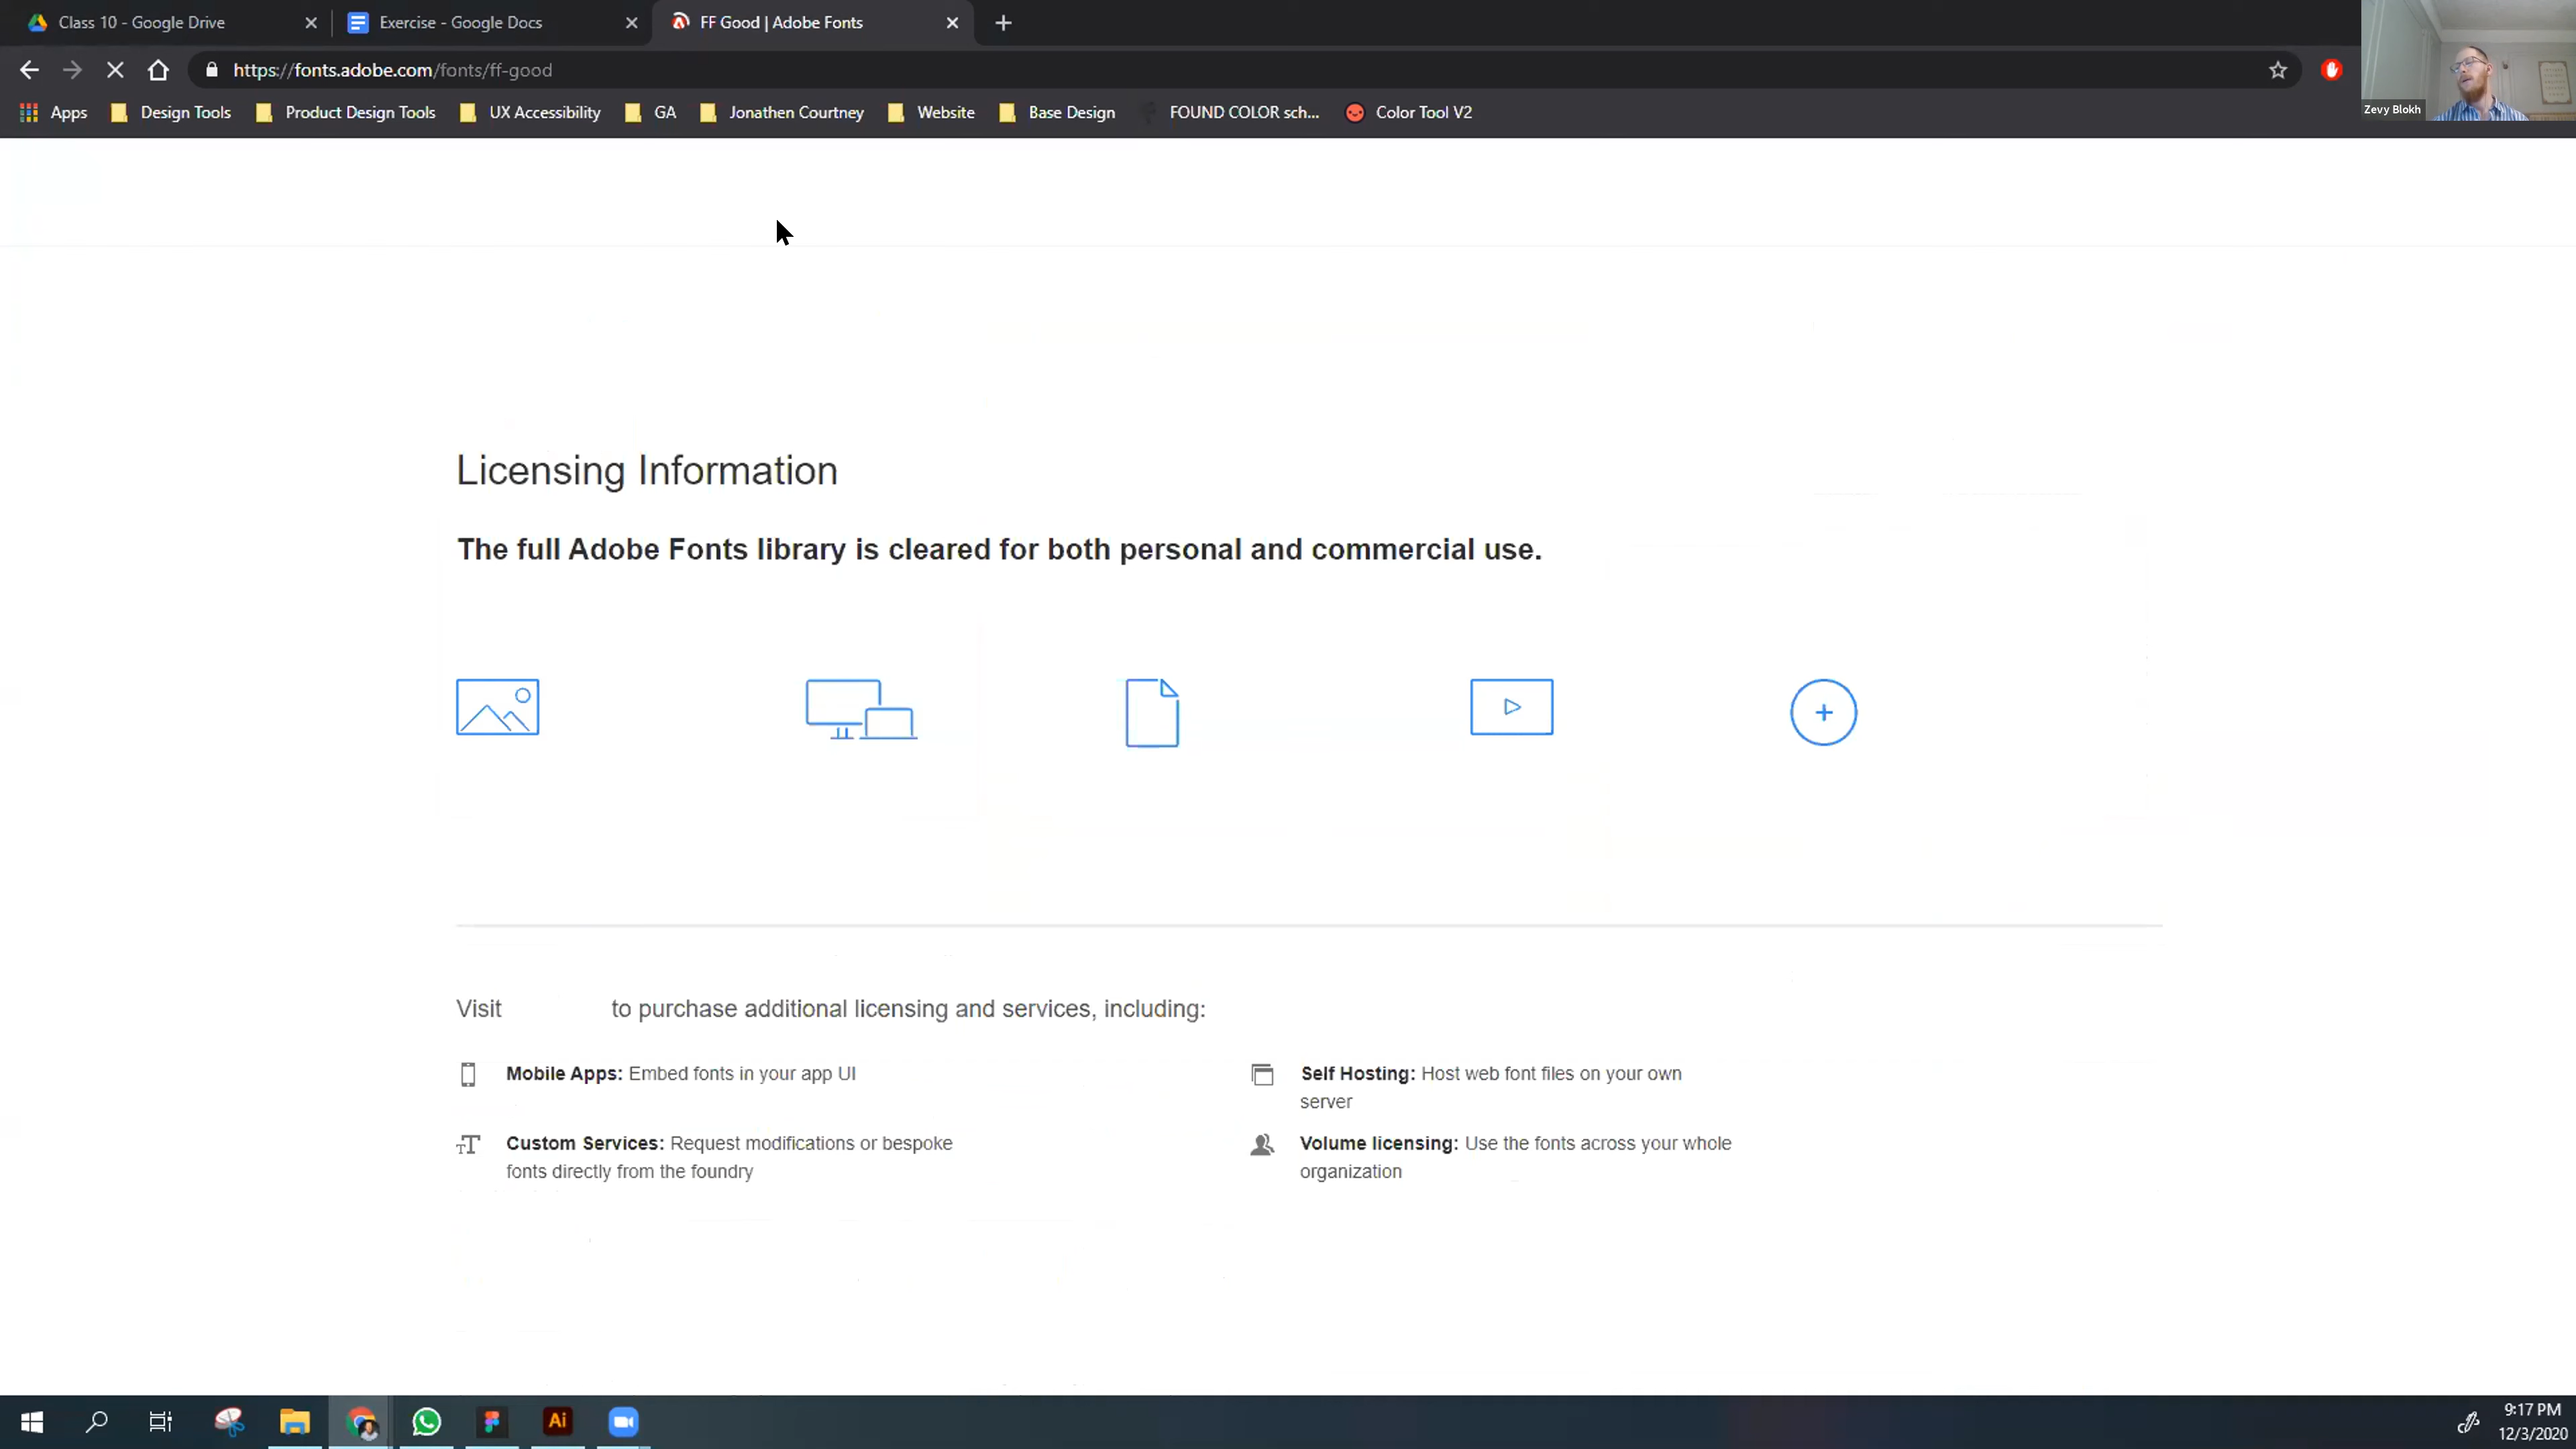 Class 10 - Google Drive
Exercise - Google Docs
FF Good | Adobe Fonts
https://fonts.adobe.com/fonts/ff-good
Apps
Design Tools
Product Design Tools
UX Accessibility
GA
Jonathen Courtney
Website
Base Design
FOUND COLOR sch...
Color Tool V2
Zevy Blokh
Licensing Information
The full Adobe Fonts library is cleared for both personal and commercial use.
Visit to purchase additional licensing and services, including:
Mobile Apps: Embed fonts in your app UI
Self Hosting: Host web font files on your own
server
Custom Services: Request modifications or bespoke
fonts directly from the foundry
Volume licensing: Use the fonts across your whole
organization
Ai
9:17 PM
12/3/2020